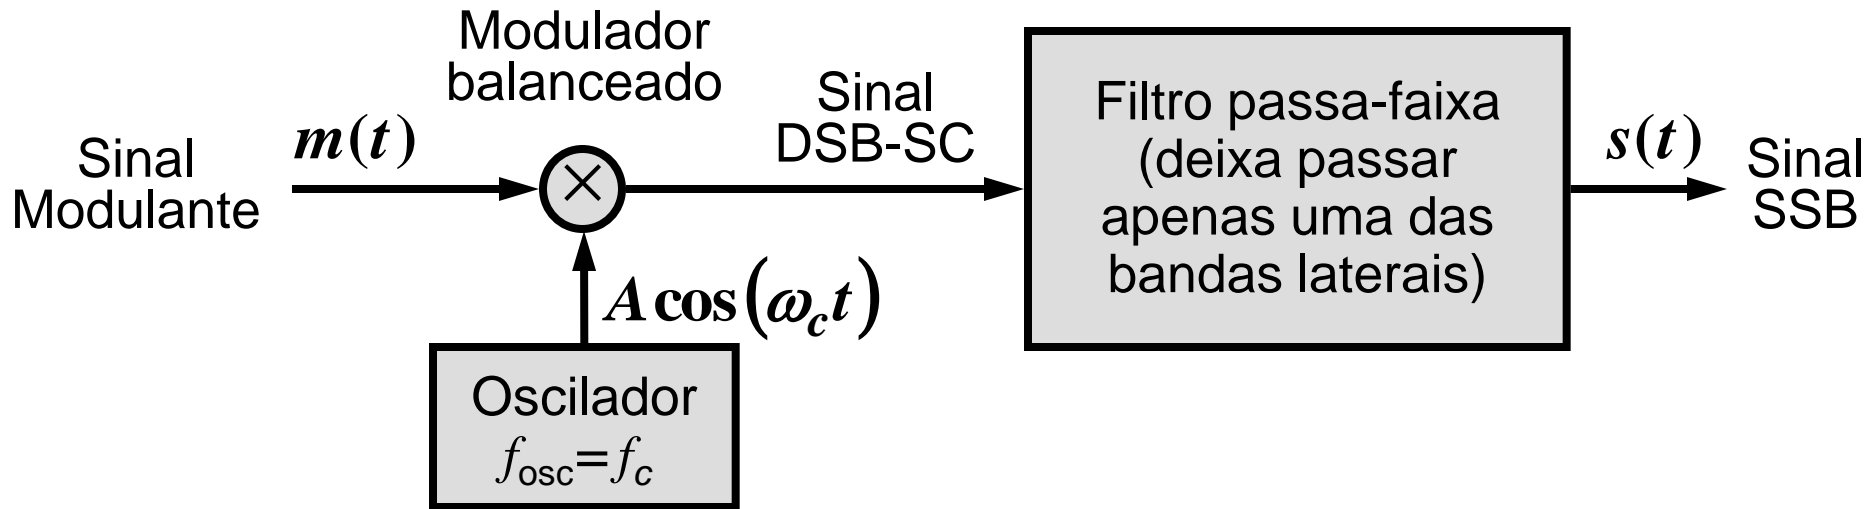 Sinal
Modulante
m(t)
Modulador
balanceado
×
A cos(ω_c t)
Oscilador
f_osc=f_c
Sinal
DSB-SC
Filtro passa-faixa
(deixa passar
apenas uma das
bandas laterais)
s(t)
Sinal
SSB